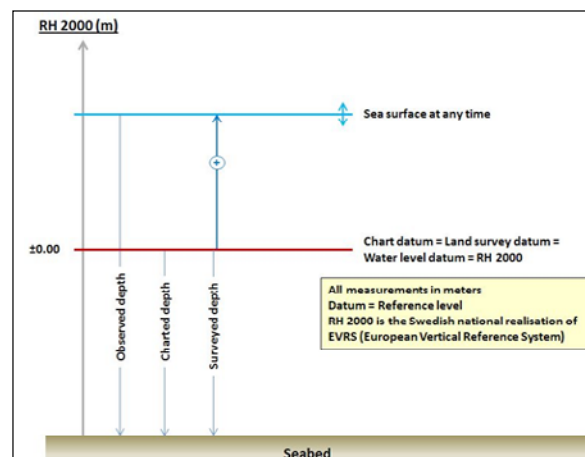 RH 2000 (m)
Sea surface at any time
+
±0.00
Chart datum = Land survey datum =
Water level datum = RH 2000
Observed depth
Charted depth
Surveyed depth
All measurements in meters
Datum = Reference level
RH 2000 is the Swedish national realisation of
EVRS (European Vertical Reference System)
Seabed